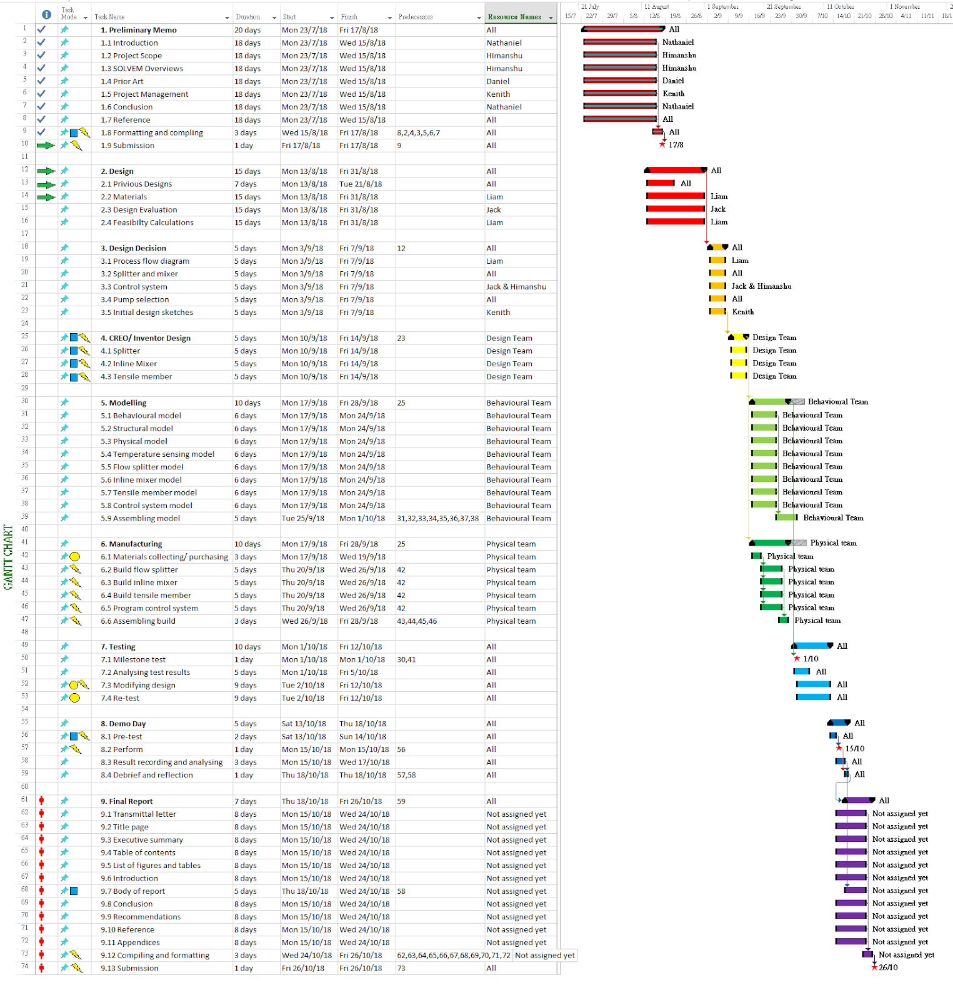 21 July 11 August 1 September 21 September 11 October 1 November 2
Task Mode Task Name Duration Start Finish Predecessors Resource Names 15/7 22/7 29/7 5/8 12/8 19/8 26/8 2/9 9/9 16/9 23/9 30/9 7/10 14/10 21/10 28/10 4/11 11/11 18/1
1 1. Preliminary Memo 20 days Mon 23/7/18 Fri 17/8/18 All All
2 1.1 Introduction 18 days Mon 23/7/18 Wed 15/8/18 Nathaniel Nathaniel
3 1.2 Project Scope 18 days Mon 23/7/18 Wed 15/8/18 Himanshu Himanshu
4 1.3 SOLVEM Overviews 18 days Mon 23/7/18 Wed 15/8/18 Himanshu Himanshu
5 1.4 Prior Art 18 days Mon 23/7/18 Wed 15/8/18 Daniel Daniel
6 1.5 Project Management 18 days Mon 23/7/18 Wed 15/8/18 Kenith Kenith
7 1.6 Conclusion 18 days Mon 23/7/18 Wed 15/8/18 Nathaniel Nathaniel
8 1.7 Reference 18 days Mon 23/7/18 Wed 15/8/18 All All
9 1.8 Formatting and compling 3 days Wed 15/8/18 Fri 17/8/18 8,2,4,3,5,6,7 All All
10 1.9 Submission 1 day Fri 17/8/18 Fri 17/8/18 9 All 17/8
11
12 2. Design 15 days Mon 13/8/18 Fri 31/8/18 All All
13 2.1 Privious Designs 7 days Mon 13/8/18 Tue 21/8/18 All All
14 2.2 Materials 15 days Mon 13/8/18 Fri 31/8/18 Liam Liam
15 2.3 Design Evaluation 15 days Mon 13/8/18 Fri 31/8/18 Jack Jack
16 2.4 Feasibilty Calculations 15 days Mon 13/8/18 Fri 31/8/18 Liam Liam
17
18 3. Design Decision 5 days Mon 3/9/18 Fri 7/9/18 12 All All
19 3.1 Process flow diagram 5 days Mon 3/9/18 Fri 7/9/18 Liam Liam
20 3.2 Splitter and mixer 5 days Mon 3/9/18 Fri 7/9/18 All All
21 3.3 Control system 5 days Mon 3/9/18 Fri 7/9/18 Jack & Himanshu Jack & Himanshu
22 3.4 Pump selection 5 days Mon 3/9/18 Fri 7/9/18 All All
23 3.5 Initial design sketches 5 days Mon 3/9/18 Fri 7/9/18 Kenith Kenith
24
25 4. CREO/ Inventor Design 5 days Mon 10/9/18 Fri 14/9/18 23 Design Team Design Team
26 4.1 Splitter 5 days Mon 10/9/18 Fri 14/9/18 Design Team Design Team
27 4.2 Inline Mixer 5 days Mon 10/9/18 Fri 14/9/18 Design Team Design Team
28 4.3 Tensile member 5 days Mon 10/9/18 Fri 14/9/18 Design Team Design Team
29
30 5. Modelling 10 days Mon 17/9/18 Fri 28/9/18 25 Behavioural Team Behavioural Team
31 5.1 Behavioural model 6 days Mon 17/9/18 Mon 24/9/18 Behavioural Team Behavioural Team
32 5.2 Structural model 6 days Mon 17/9/18 Mon 24/9/18 Behavioural Team Behavioural Team
33 5.3 Physical model 6 days Mon 17/9/18 Mon 24/9/18 Behavioural Team Behavioural Team
34 5.4 Temperature sensing model 6 days Mon 17/9/18 Mon 24/9/18 Behavioural Team Behavioural Team
35 5.5 Flow splitter model 6 days Mon 17/9/18 Mon 24/9/18 Behavioural Team Behavioural Team
36 5.6 Inline mixer model 6 days Mon 17/9/18 Mon 24/9/18 Behavioural Team Behavioural Team
37 5.7 Tensile member model 6 days Mon 17/9/18 Mon 24/9/18 Behavioural Team Behavioural Team
38 5.8 Control system model 6 days Mon 17/9/18 Mon 24/9/18 Behavioural Team Behavioural Team
39 5.9 Assembling model 5 days Tue 25/9/18 Mon 1/10/18 31,32,33,34,35,36,37,38 Behavioural Team Behavioural Team
40
GANTT CHART
41 6. Manufacturing 10 days Mon 17/9/18 Fri 28/9/18 25 Physical team Physical team
42 6.1 Materials collecting/ purchasing 3 days Mon 17/9/18 Wed 19/9/18 Physical team Physical team
43 6.2 Build flow splitter 5 days Thu 20/9/18 Wed 26/9/18 42 Physical team Physical team
44 6.3 Build inline mixer 5 days Thu 20/9/18 Wed 26/9/18 42 Physical team Physical team
45 6.4 Build tensile member 5 days Thu 20/9/18 Wed 26/9/18 42 Physical team Physical team
46 6.5 Program control system 5 days Thu 20/9/18 Wed 26/9/18 42 Physical team Physical team
47 6.6 Assembling build 3 days Wed 26/9/18 Fri 28/9/18 43,44,45,46 Physical team Physical team
48
49 7. Testing 10 days Mon 1/10/18 Fri 12/10/18 All All
50 7.1 Milestone test 1 day Mon 1/10/18 Mon 1/10/18 30,41 All 1/10
51 7.2 Analysing test results 5 days Mon 1/10/18 Fri 5/10/18 All All
52 7.3 Modifying design 9 days Tue 2/10/18 Fri 12/10/18 All All
53 7.4 Re-test 9 days Tue 2/10/18 Fri 12/10/18 All All
54
55 8. Demo Day 5 days Sat 13/10/18 Thu 18/10/18 All All
56 8.1 Pre-test 2 days Sat 13/10/18 Sun 14/10/18 All All
57 8.2 Perform 1 day Mon 15/10/18 Mon 15/10/18 56 All 15/10
58 8.3 Result recording and analysing 3 days Mon 15/10/18 Wed 17/10/18 All All
59 8.4 Debrief and reflection 1 day Thu 18/10/18 Thu 18/10/18 57,58 All All
60
61 9. Final Report 7 days Thu 18/10/18 Fri 26/10/18 59 All All
62 9.1 Transmittal letter 8 days Mon 15/10/18 Wed 24/10/18 Not assigned yet Not assigned yet
63 9.2 Title page 8 days Mon 15/10/18 Wed 24/10/18 Not assigned yet Not assigned yet
64 9.3 Executive summary 8 days Mon 15/10/18 Wed 24/10/18 Not assigned yet Not assigned yet
65 9.4 Table of contents 8 days Mon 15/10/18 Wed 24/10/18 Not assigned yet Not assigned yet
66 9.5 List of figures and tables 8 days Mon 15/10/18 Wed 24/10/18 Not assigned yet Not assigned yet
67 9.6 Introduction 8 days Mon 15/10/18 Wed 24/10/18 Not assigned yet Not assigned yet
68 9.7 Body of report 5 days Thu 18/10/18 Wed 24/10/18 58 Not assigned yet Not assigned yet
69 9.8 Conclusion 8 days Mon 15/10/18 Wed 24/10/18 Not assigned yet Not assigned yet
70 9.9 Recommendations 8 days Mon 15/10/18 Wed 24/10/18 Not assigned yet Not assigned yet
71 9.10 Reference 8 days Mon 15/10/18 Wed 24/10/18 Not assigned yet Not assigned yet
72 9.11 Appendices 8 days Mon 15/10/18 Wed 24/10/18 Not assigned yet Not assigned yet
73 9.12 Compiling and formatting 3 days Wed 24/10/18 Fri 26/10/18 62,63,64,65,66,67,68,69,70,71,72 Not assigned yet Not assigned yet
74 9.13 Submission 1 day Fri 26/10/18 Fri 26/10/18 73 All 26/10